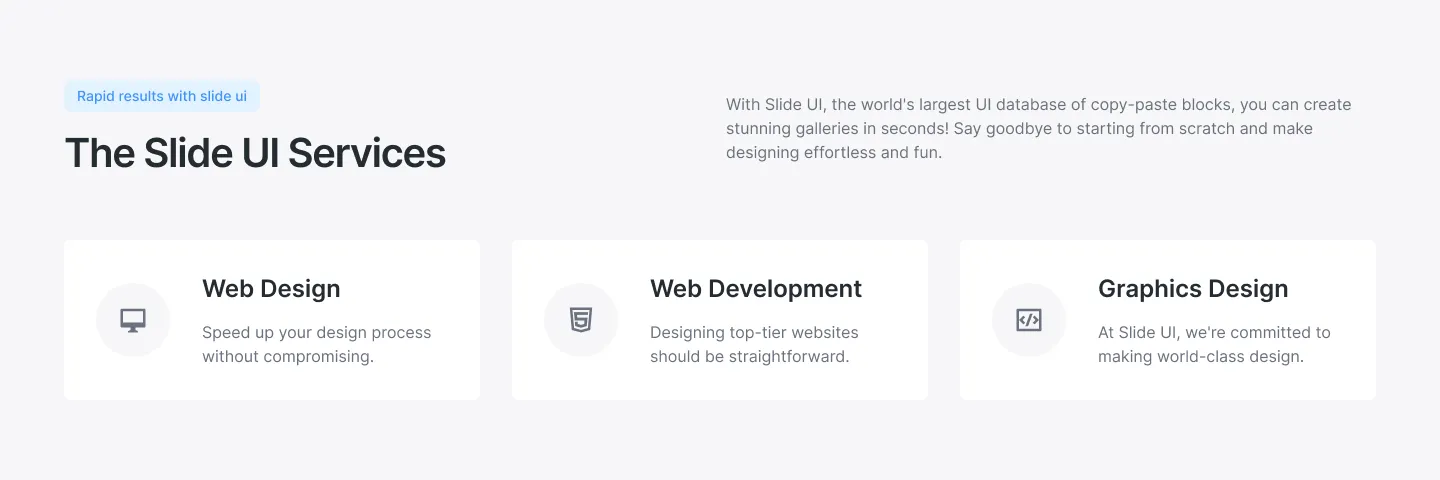 Rapid results with slide ui
The Slide UI Services
With Slide UI, the world's largest UI database of copy-paste blocks, you can create
stunning galleries in seconds! Say goodbye to starting from scratch and make
designing effortless and fun.
Web Design
Speed up your design process
without compromising.
Web Development
Designing top-tier websites
should be straightforward.
Graphics Design
At Slide UI, we're committed to
making world-class design.